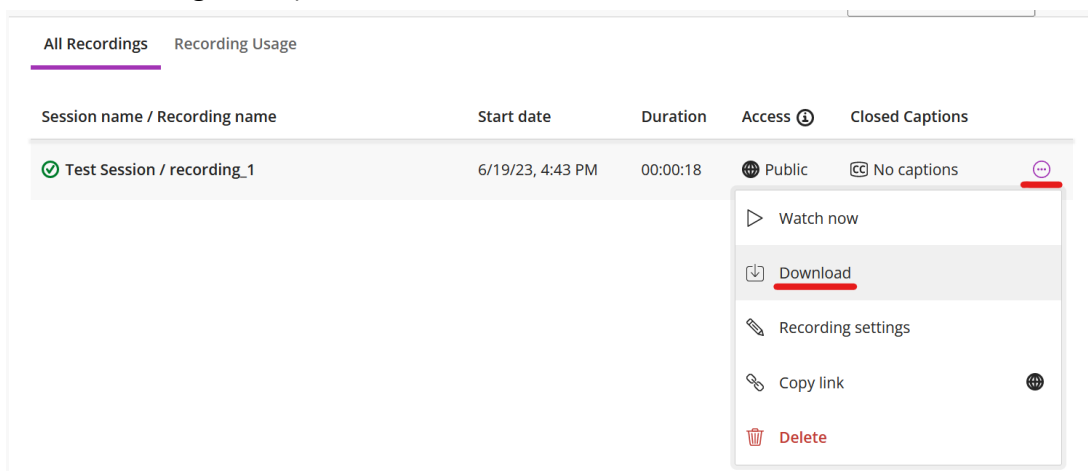 All Recordings Recording Usage
Session name / Recording name Start date Duration Access Closed Captions
Test Session / recording_1 6/19/23, 4:43 PM 00:00:18 Public CC No captions
Watch now
Download
Recording settings
Copy link
Delete